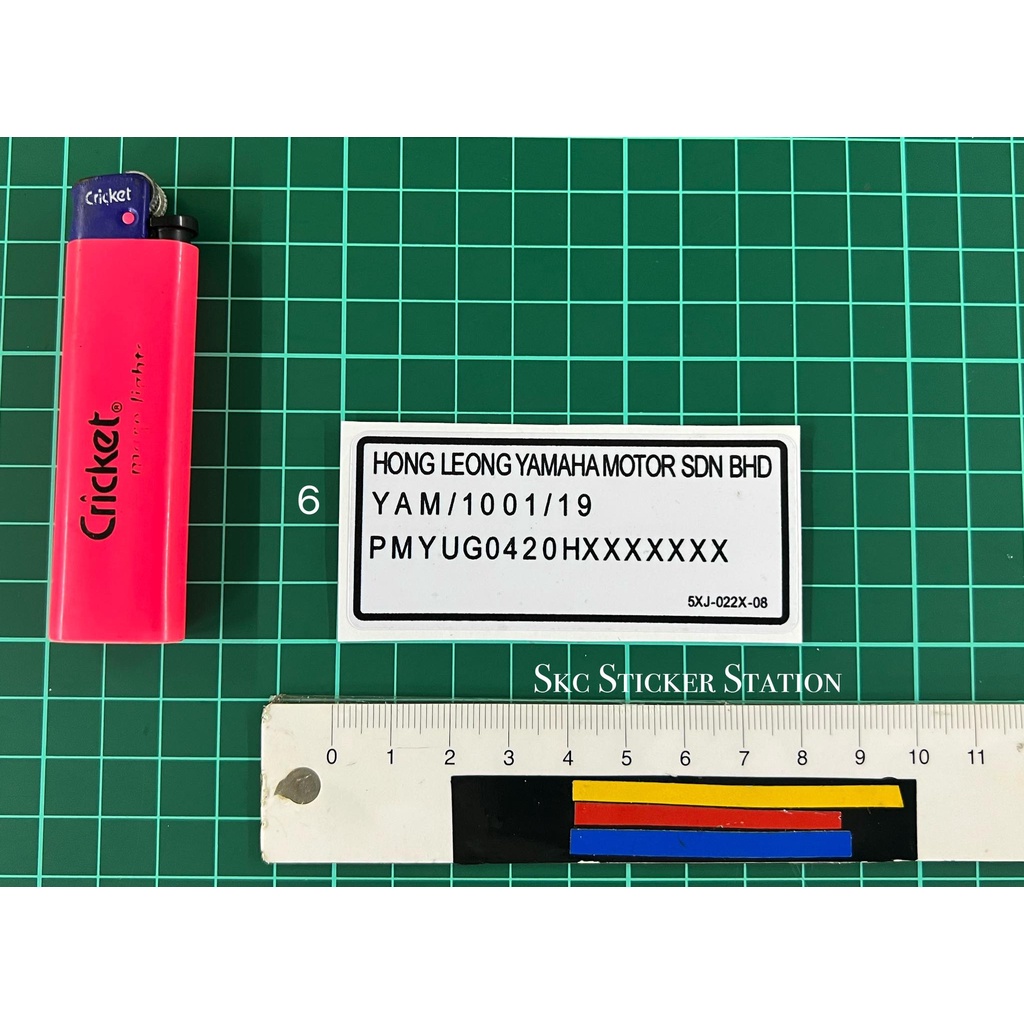 Cricket
Cricket®
6
HONG LEONG YAMAHA MOTOR SDN BHD
YAM/1001/19
PMYUG0420HXXXXXXX
5XJ-022X-08
SKC STICKER STATION
0 1 2 3 4 5 6 7 8 9 10 11